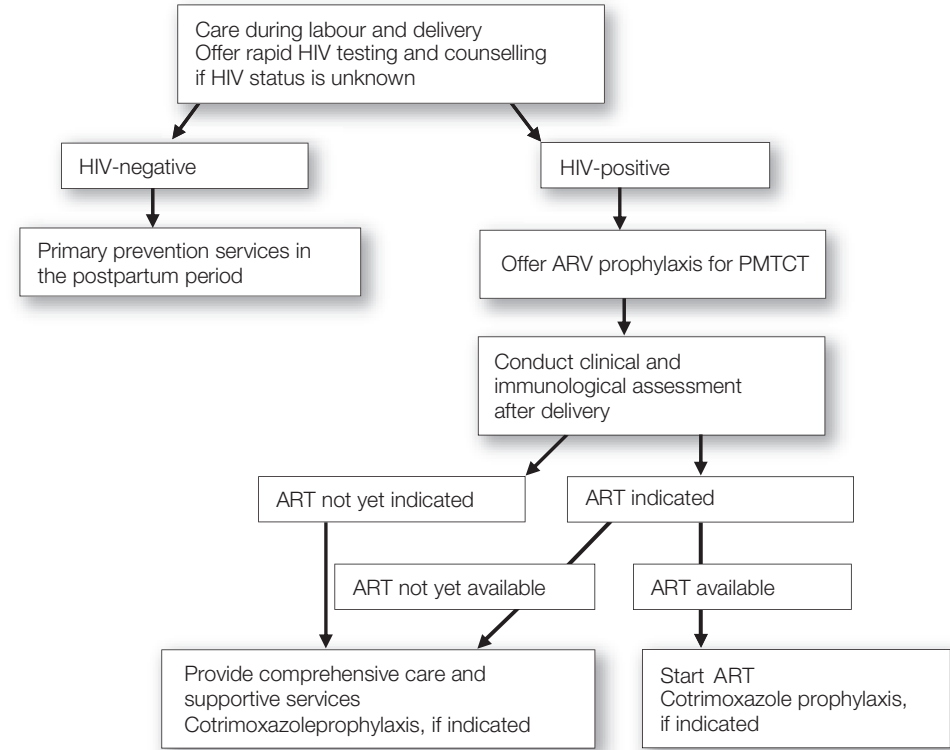 Care during labour and delivery
Offer rapid HIV testing and counselling
if HIV status is unknown
HIV-negative
HIV-positive
Primary prevention services in
the postpartum period
Offer ARV prophylaxis for PMTCT
Conduct clinical and
immunological assessment
after delivery
ART not yet indicated
ART indicated
ART not yet available
ART available
Provide comprehensive care and
supportive services
Cotrimoxazoleprophylaxis, if indicated
Start ART
Cotrimoxazole prophylaxis,
if indicated